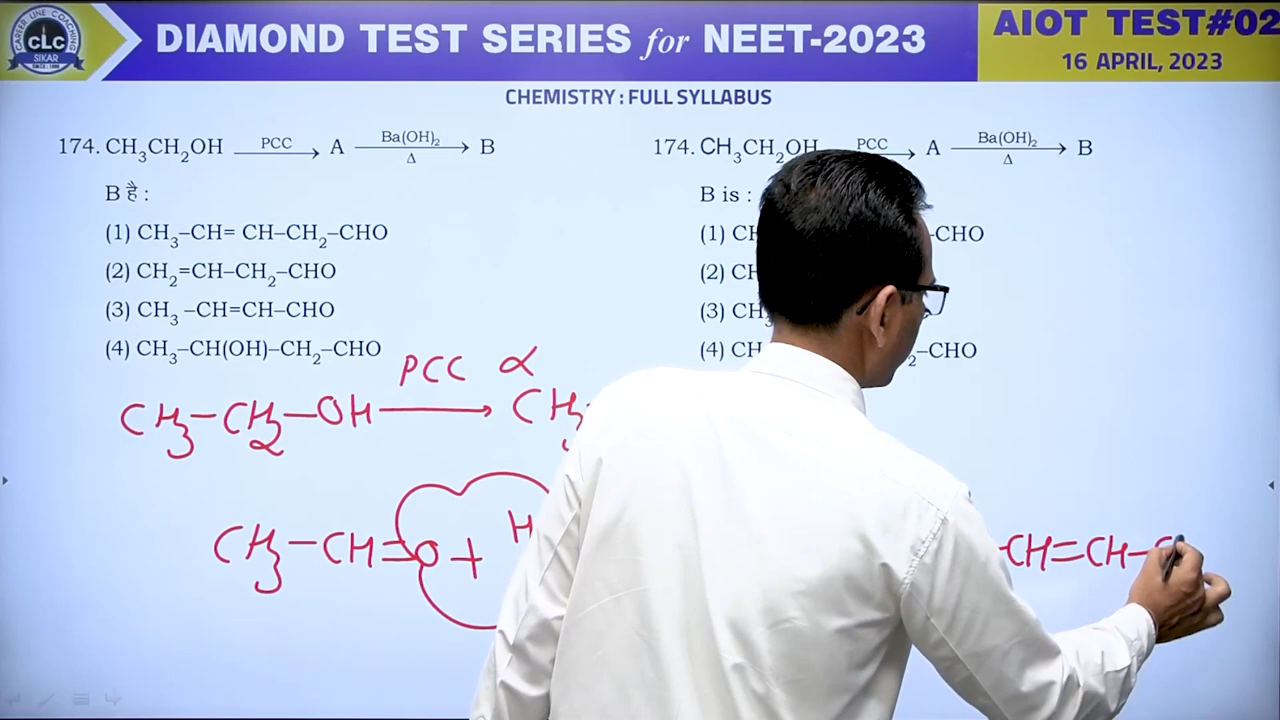 CAREER LINE COACHING
CLC
SIKAR
DIAMOND TEST SERIES for NEET-2023
AIOT TEST#02
16 APRIL, 2023
CHEMISTRY : FULL SYLLABUS
174. CH₃CH₂OH —PCC→ A —Ba(OH)₂/Δ→ B
B है :
(1) CH₃–CH= CH–CH₂–CHO
(2) CH₂=CH–CH₂–CHO
(3) CH₃ –CH=CH–CHO
(4) CH₃–CH(OH)–CH₂–CHO
174. CH₃CH₂OH PCC→ A —Ba(OH)₂/Δ→ B
B is :
(1) CH –CHO
(2) CH
(3) CH₃
(4) CH ₂–CHO
PCC α
CH₃–CH₂–OH → CH₃
CH₃–CH=O + H
–CH=CH–